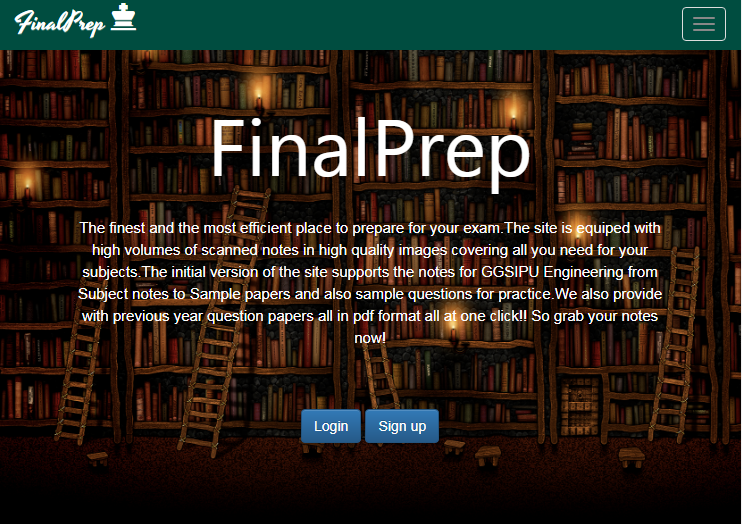 FinalPrep
FinalPrep
The finest and the most efficient place to prepare for your exam.The site is equiped with
high volumes of scanned notes in high quality images covering all you need for your
subjects.The initial version of the site supports the notes for GGSIPU Engineering from
Subject notes to Sample papers and also sample questions for practice.We also provide
with previous year question papers all in pdf format all at one click!! So grab your notes
now!
Login
Sign up